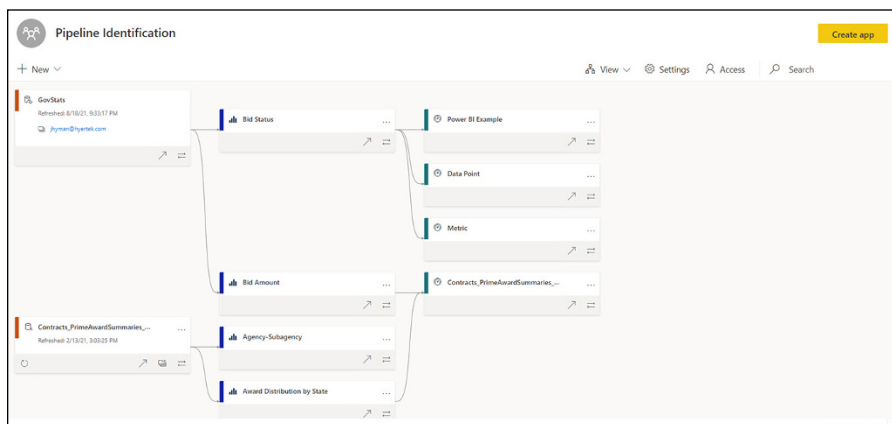 Pipeline Identification
Create app
New
View
Settings
Access
Search
GovStats
Refreshed: 8/10/21, 9:33:17 PM
jhyman@hyertek.com
Bid Status
...
Power BI Example
...
Data Point
...
Metric
...
Bid Amount
...
Contracts_PrimeAwardSummaries_...
...
Contracts_PrimeAwardSummaries_...
...
Refreshed: 2/13/21, 3:03:25 PM
Agency-Subagency
...
Award Distribution by State
...